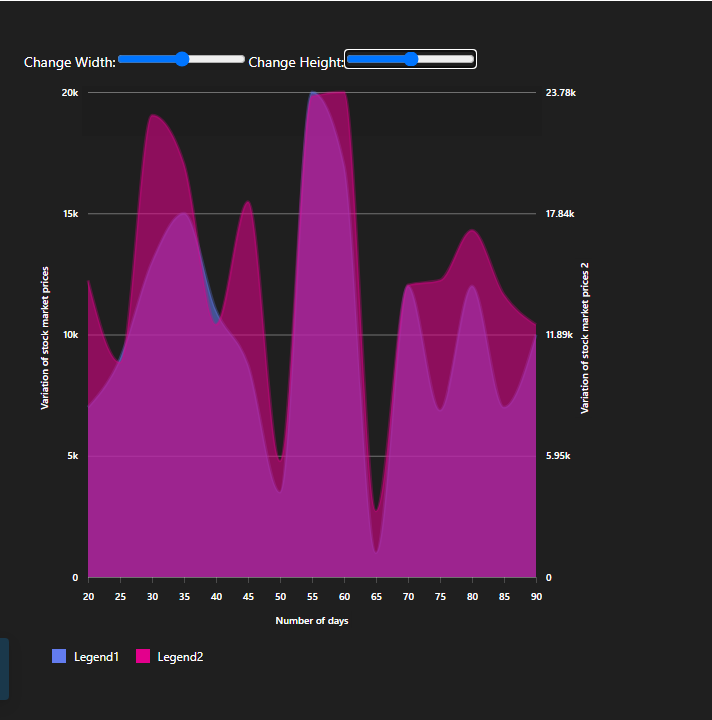 Change Width: Change Height:
20k 23.78k
15k 17.84k
Variation of stock market prices
Variation of stock market prices 2
10k 11.89k
5k 5.95k
0 0
20 25 30 35 40 45 50 55 60 65 70 75 80 85 90
Number of days
Legend1 Legend2